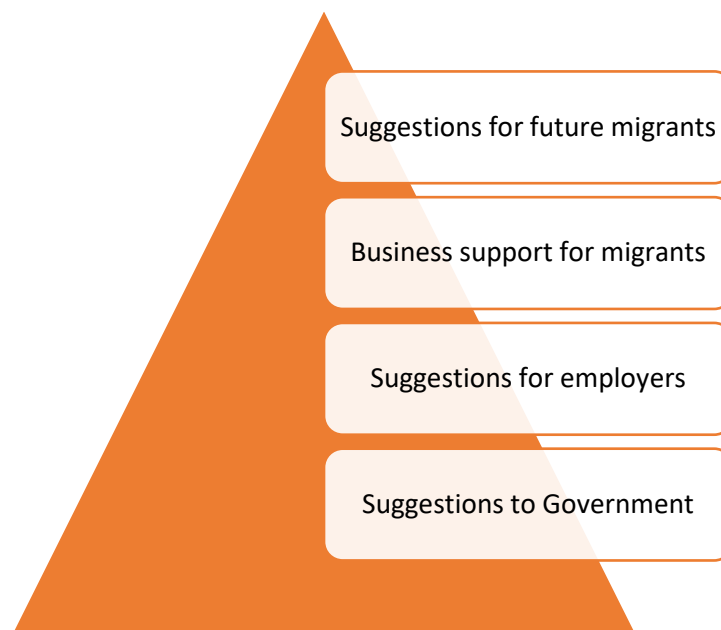 Suggestions for future migrants
Business support for migrants
Suggestions for employers
Suggestions to Government